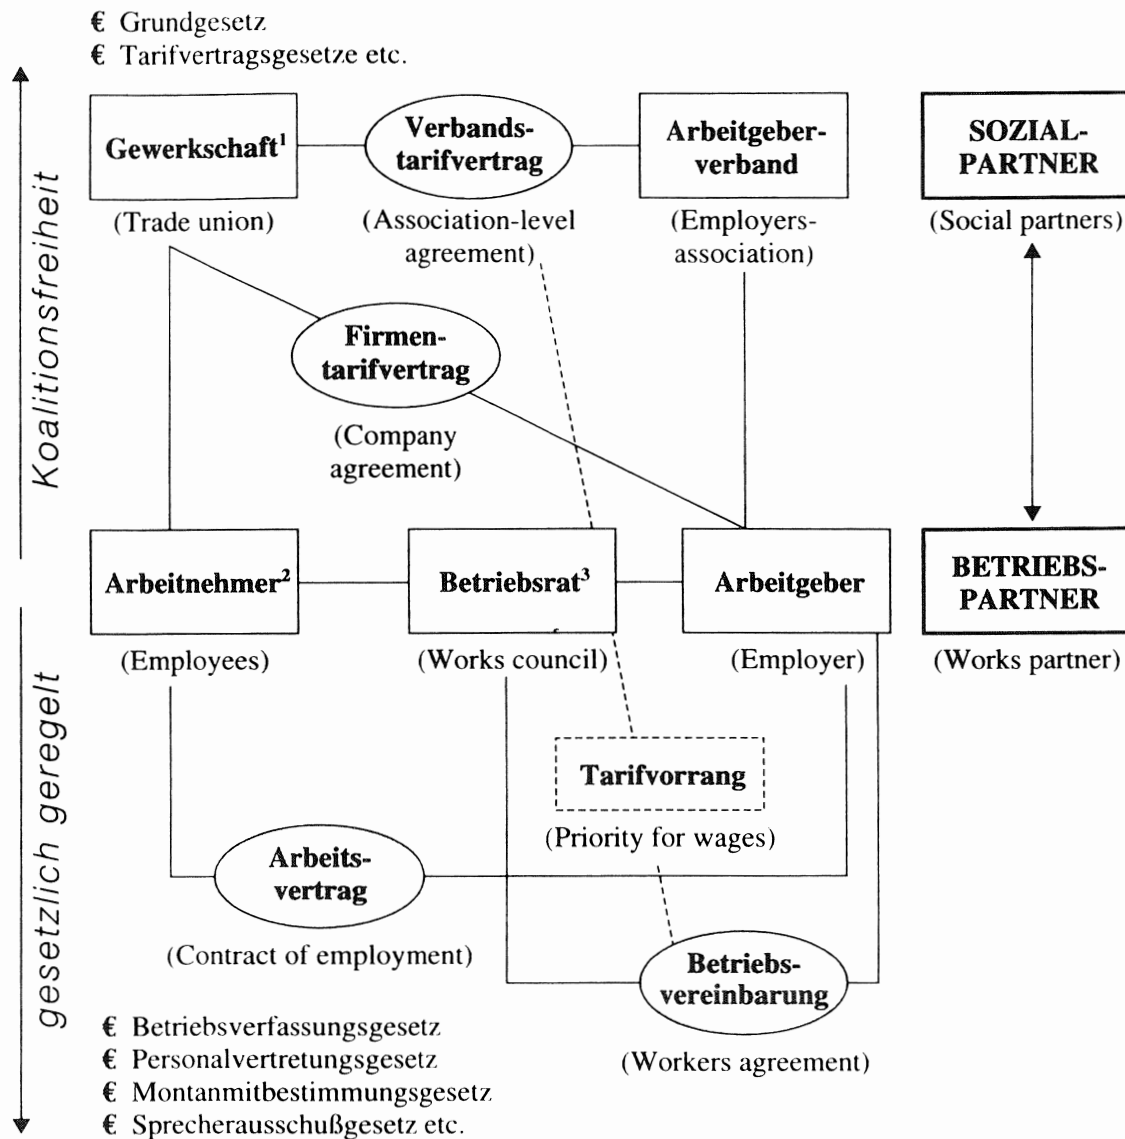 € Grundgesetz
€ Tarifvertragsgesetze etc.
Gewerkschaft¹
Verbands-
tarifvertrag
Arbeitgeber-
verband
SOZIAL-
PARTNER
(Trade union)
(Association-level
agreement)
(Employers-
association)
(Social partners)
Koalitionsfreiheit
Firmen-
tarifvertrag
(Company
agreement)
Arbeitnehmer²
Betriebsrat³
Arbeitgeber
BETRIEBS-
PARTNER
(Employees)
(Works council)
(Employer)
(Works partner)
gesetzlich geregelt
Tarifvorrang
(Priority for wages)
Arbeits-
vertrag
(Contract of employment)
Betriebs-
vereinbarung
(Workers agreement)
€ Betriebsverfassungsgesetz
€ Personalvertretungsgesetz
€ Montanmitbestimmungsgesetz
€ Sprecherausschußgesetz etc.